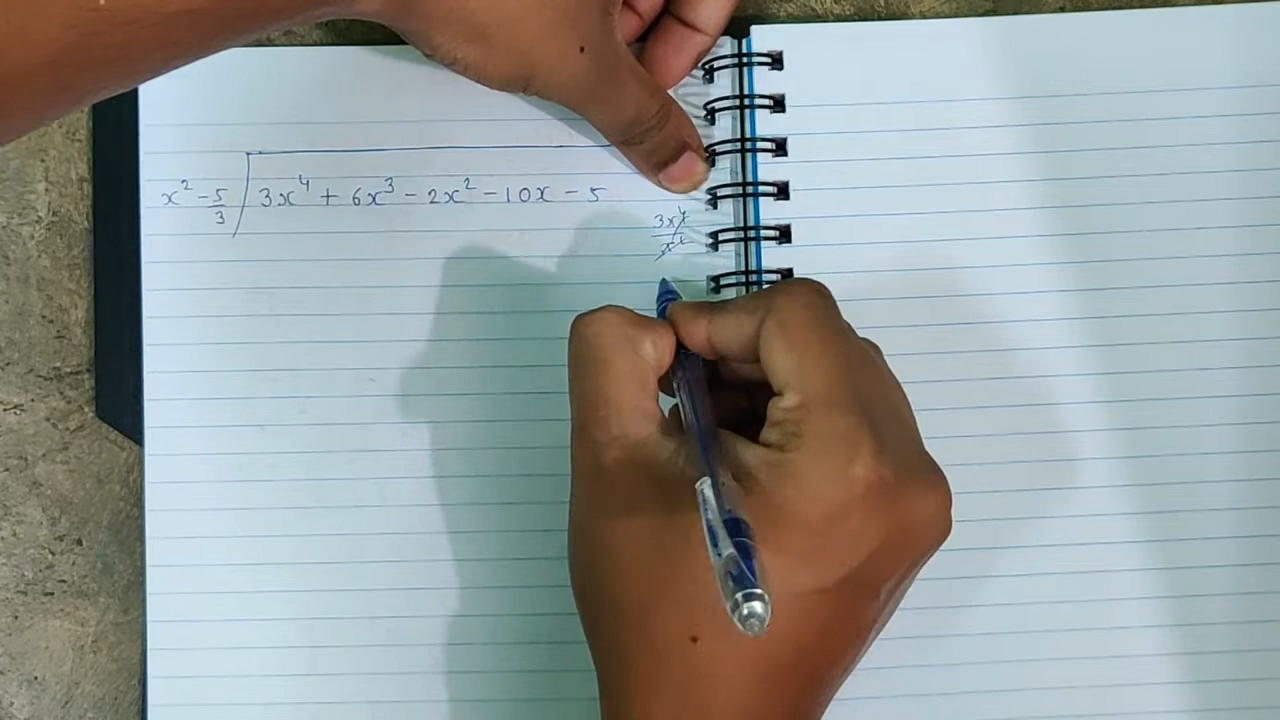 x² - 5/3 ) 3x⁴ + 6x³ - 2x² - 10x - 5
3x⁴
x²